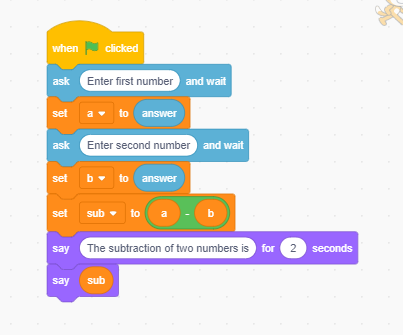 when clicked
ask Enter first number and wait
set a to answer
ask Enter second number and wait
set b to answer
set sub to a - b
say The subtraction of two numbers is for 2 seconds
say sub